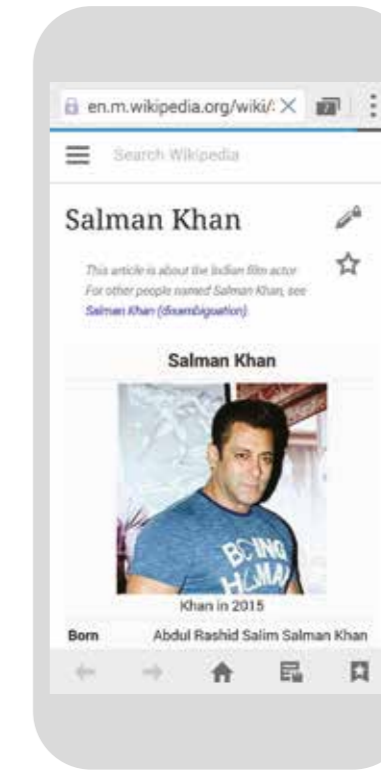 en.m.wikipedia.org/wiki/:
Search Wikipedia
Salman Khan
This article is about the Indian film actor
For other people named Salman Khan, see
Salman Khan (disambiguation)
Salman Khan
BEING
HUMAN
Khan in 2015
Born Abdul Rashid Salim Salman Khan